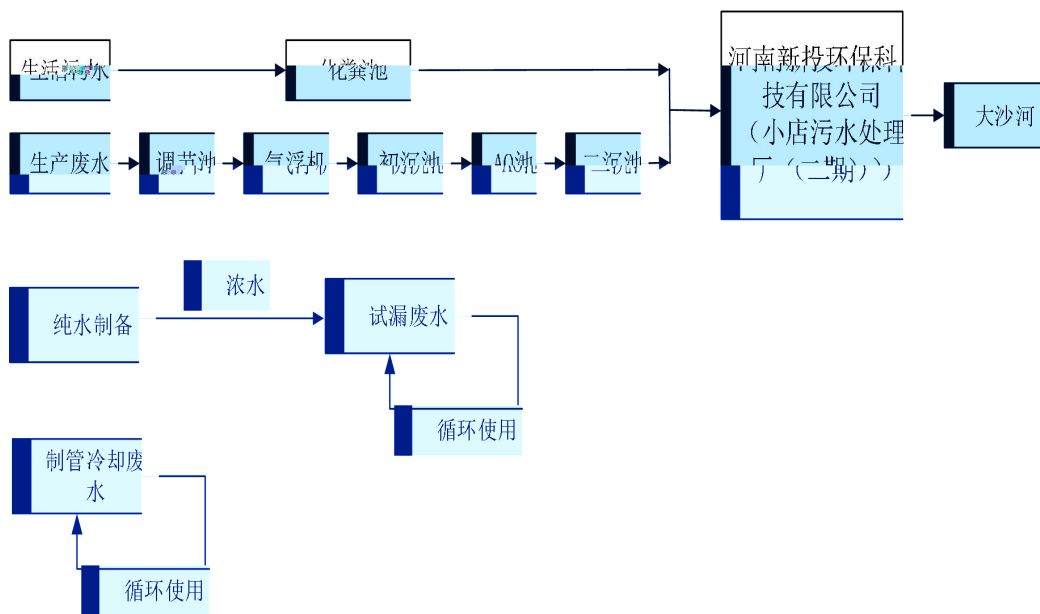 生活污水
化粪池
河南新投环保科
技有限公司
（小店污水处理
厂（二期））
大沙河
生产废水
调节池
气浮机
初沉池
AO池
二沉池
纯水制备
浓水
试漏废水
循环使用
制管冷却废
水
循环使用